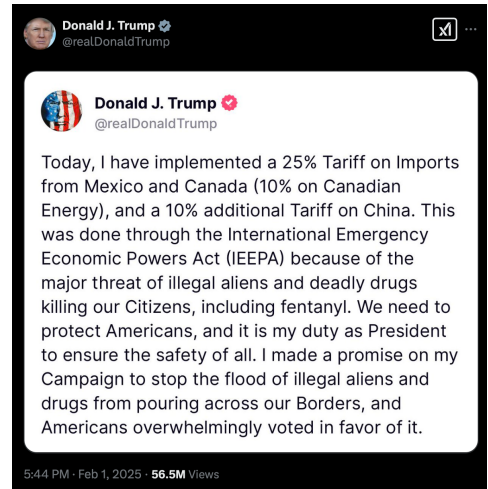 Donald J. Trump
@realDonaldTrump
Donald J. Trump
@realDonaldTrump
Today, I have implemented a 25% Tariff on Imports
from Mexico and Canada (10% on Canadian
Energy), and a 10% additional Tariff on China. This
was done through the International Emergency
Economic Powers Act (IEEPA) because of the
major threat of illegal aliens and deadly drugs
killing our Citizens, including fentanyl. We need to
protect Americans, and it is my duty as President
to ensure the safety of all. I made a promise on my
Campaign to stop the flood of illegal aliens and
drugs from pouring across our Borders, and
Americans overwhelmingly voted in favor of it.
5:44 PM · Feb 1, 2025 · 56.5M Views